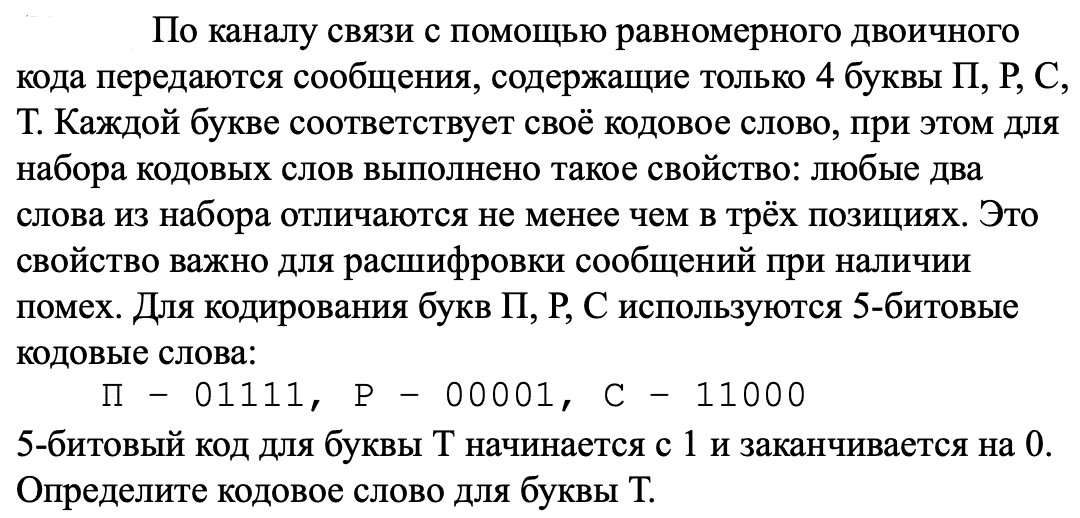 По каналу связи с помощью равномерного двоичного
кода передаются сообщения, содержащие только 4 буквы П, Р, С,
Т. Каждой букве соответствует своё кодовое слово, при этом для
набора кодовых слов выполнено такое свойство: любые два
слова из набора отличаются не менее чем в трёх позициях. Это
свойство важно для расшифровки сообщений при наличии
помех. Для кодирования букв П, Р, С используются 5-битовые
кодовые слова:
П – 01111, Р – 00001, С – 11000
5-битовый код для буквы Т начинается с 1 и заканчивается на 0.
Определите кодовое слово для буквы Т.